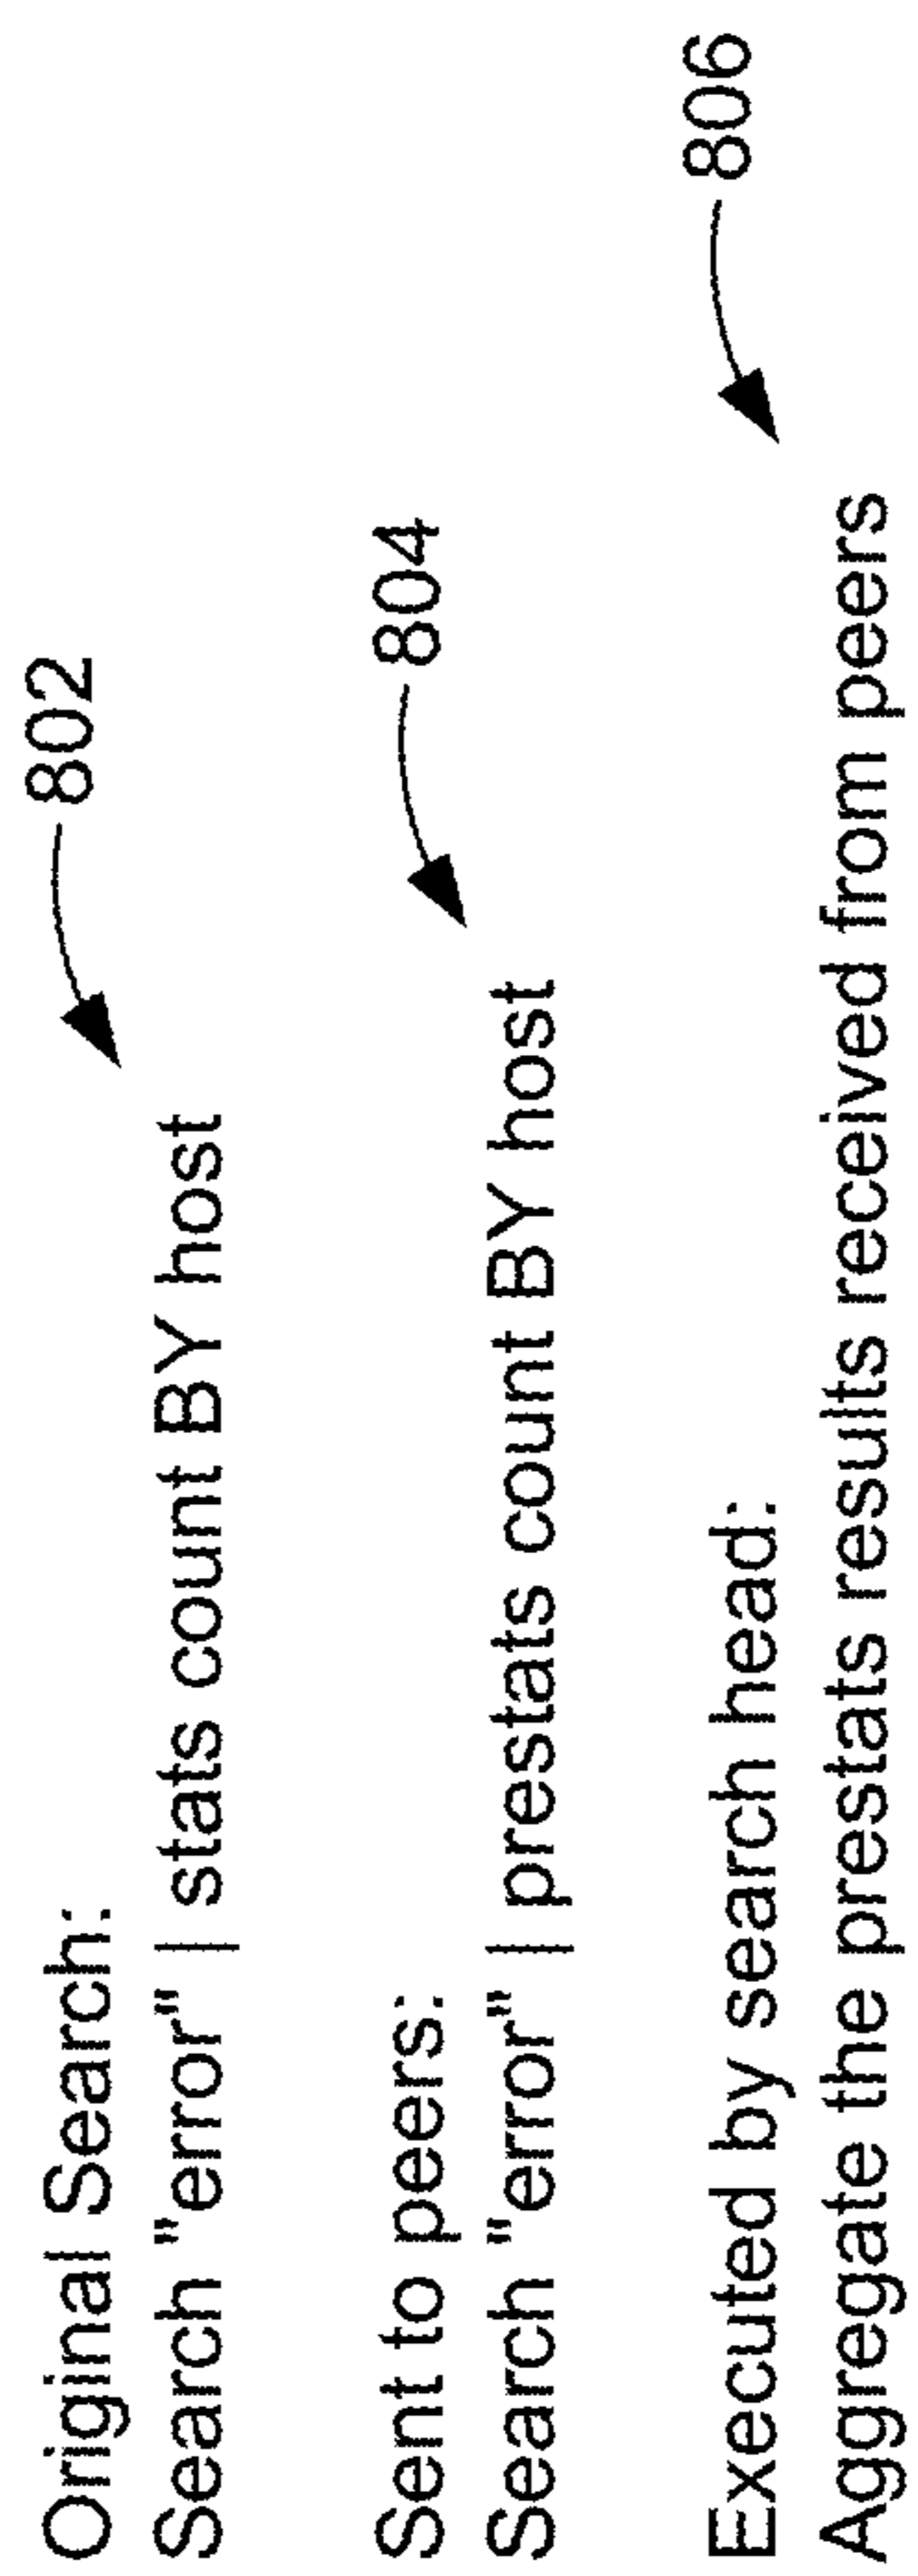 Original Search:
802
Search "error" | stats count BY host
Sent to peers:
804
Search "error" | prestats count BY host
Executed by search head:
806
Aggregate the prestats results received from peers